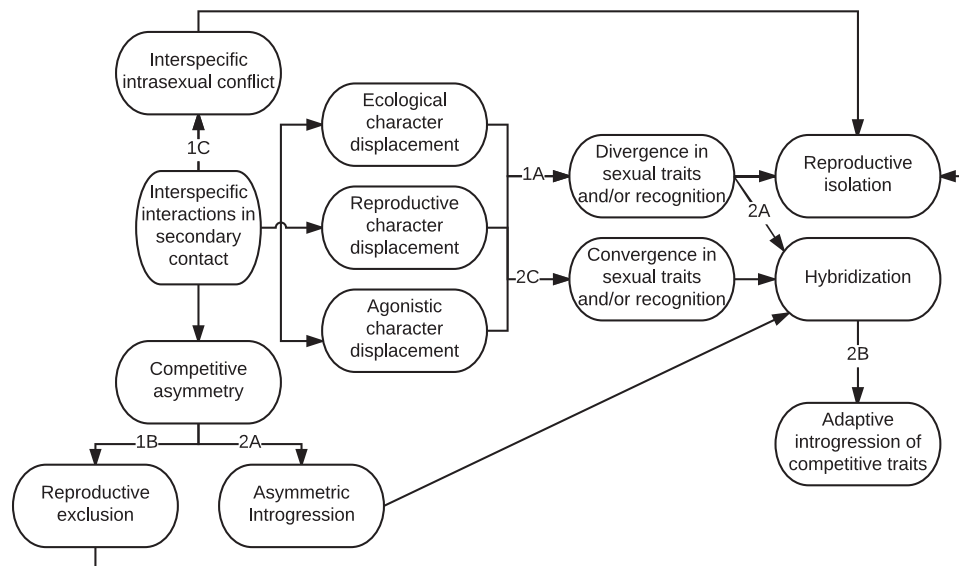 Interspecific
intrasexual conflict
1C
Interspecific
interactions in
secondary
contact
Competitive
asymmetry
1B
2A
Reproductive
exclusion
Asymmetric
Introgression
Ecological
character
displacement
Reproductive
character
displacement
Agonistic
character
displacement
1A
2C
Divergence in
sexual traits
and/or recognition
Convergence in
sexual traits
and/or recognition
2A
Reproductive
isolation
Hybridization
2B
Adaptive
introgression of
competitive traits